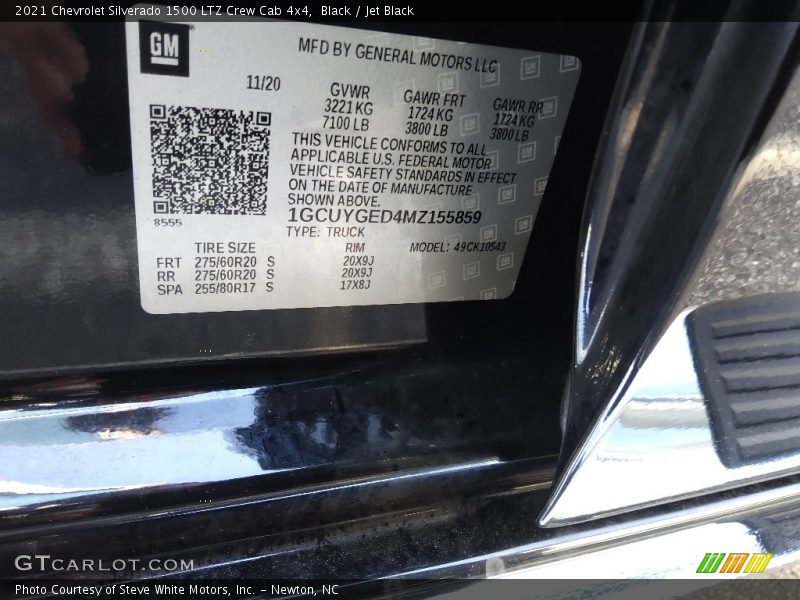 2021 Chevrolet Silverado 1500 LTZ Crew Cab 4x4, Black / Jet Black
GM
MFD BY GENERAL MOTORS LLC
11/20
GVWR GAWR FRT GAWR RR
3221 KG 1724 KG 1724 KG
7100 LB 3800 LB 3800 LB
THIS VEHICLE CONFORMS TO ALL
APPLICABLE U.S. FEDERAL MOTOR
VEHICLE SAFETY STANDARDS IN EFFECT
ON THE DATE OF MANUFACTURE
SHOWN ABOVE.
8555
1GCUYGED4MZ155859
TYPE: TRUCK
TIRE SIZE RIM MODEL: 49CK10543
FRT 275/60R20 S 20X9J
RR 275/60R20 S 20X9J
SPA 255/80R17 S 17X8J
GTCARLOT.COM
Photo Courtesy of Steve White Motors, Inc. – Newton, NC